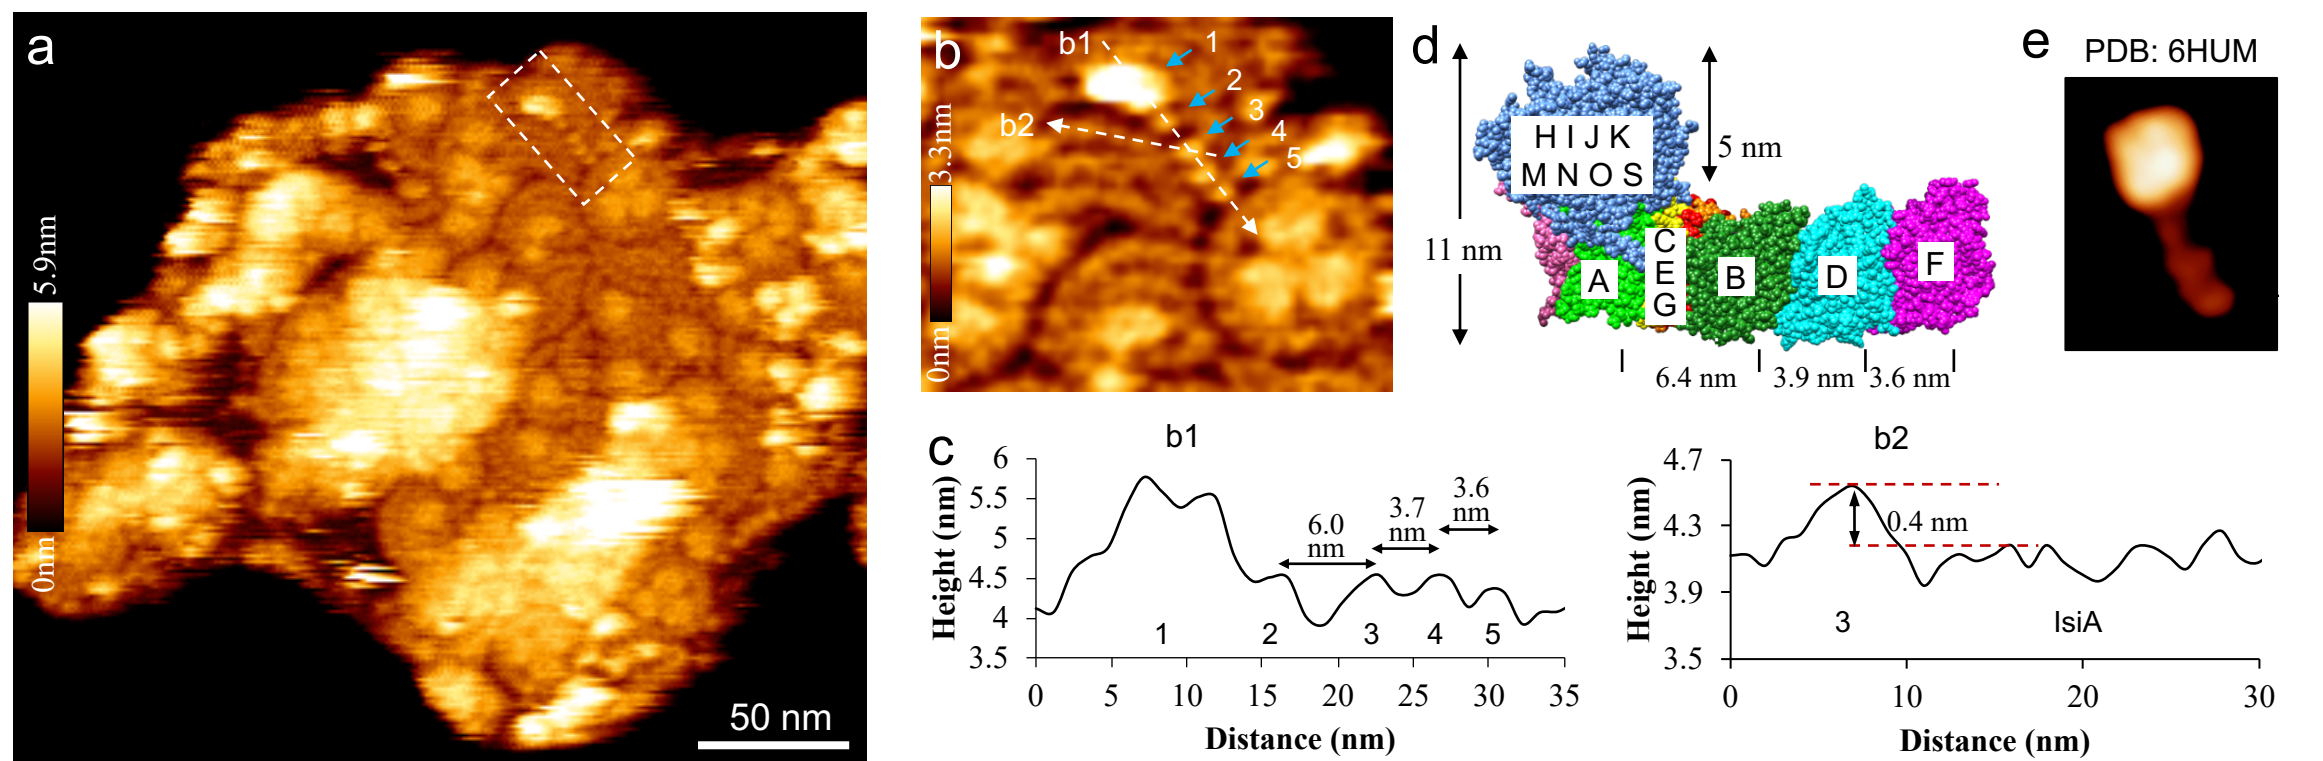 a
5.9nm
0nm
50 nm
b
b1
b2
1
2
3
4
5
3.3nm
0nm
d
11 nm
5 nm
H I J K
M N O S
A
C
E
G
B
D
F
6.4 nm
3.9 nm
3.6 nm
e
PDB: 6HUM
c
b1
Height (nm)
6
5.5
5
4.5
4
3.5
6.0
nm
3.7
nm
3.6
nm
1
2
3
4
5
0
5
10
15
20
25
30
35
Distance (nm)
b2
Height (nm)
4.7
4.3
3.9
3.5
0.4 nm
3
IsiA
0
10
20
30
Distance (nm)